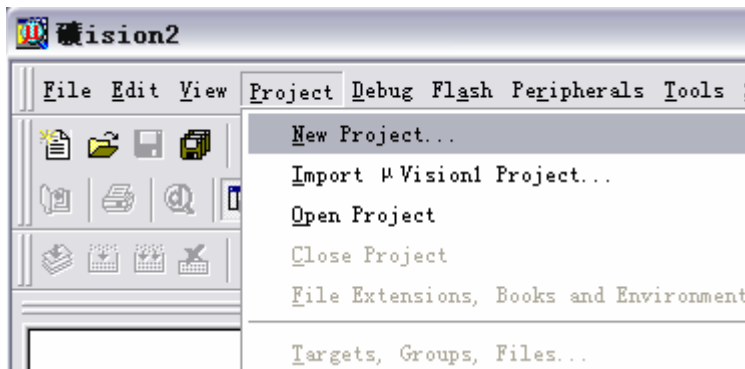 礦ision2
File Edit View Project Debug Flash Peripherals Tools
New Project...
Import μVision1 Project...
Open Project
Close Project
File Extensions, Books and Environment
Targets, Groups, Files...